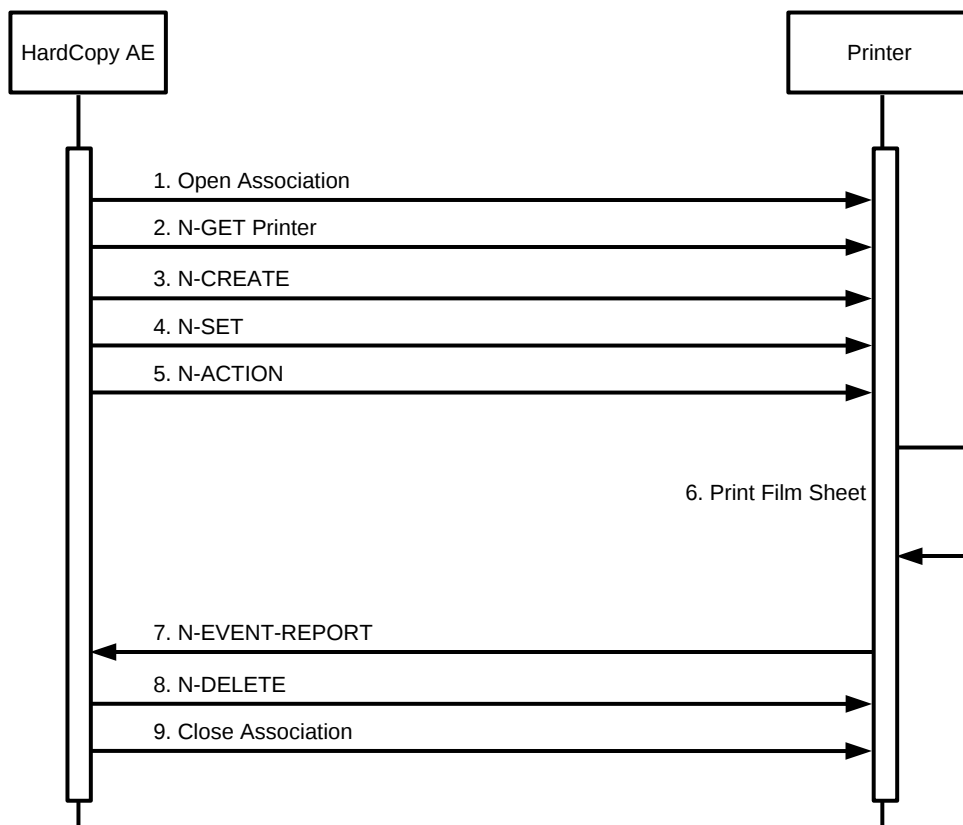 HardCopy AE
Printer
1. Open Association
2. N-GET Printer
3. N-CREATE
4. N-SET
5. N-ACTION
6. Print Film Sheet
7. N-EVENT-REPORT
8. N-DELETE
9. Close Association